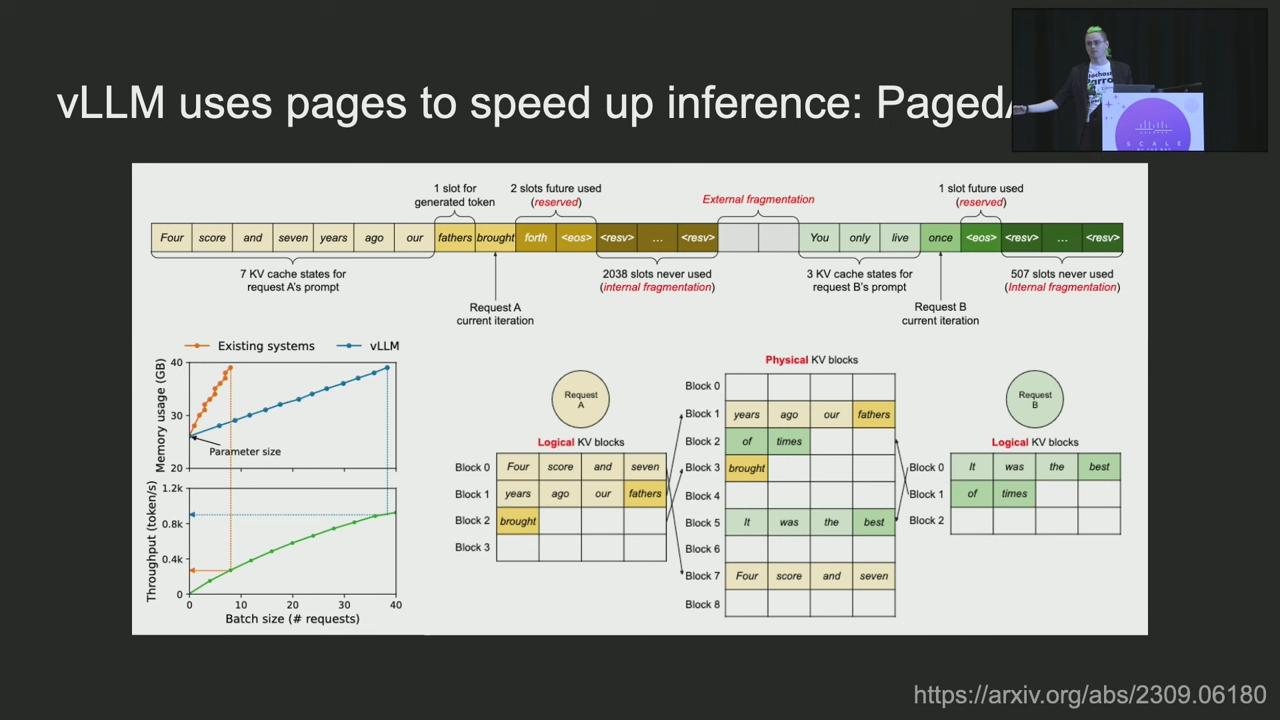 vLLM uses pages to speed up inference: Paged
1 slot for
generated token
2 slots future used
(reserved)
External fragmentation
1 slot future used
(reserved)
Four score and seven years ago our fathers brought forth <eos> <resv> ... <resv> You only live once <eos> <resv> ... <resv>
7 KV cache states for
request A's prompt
2038 slots never used
(internal fragmentation)
3 KV cache states for
request B's prompt
507 slots never used
(Internal fragmentation)
Request A
current iteration
Request B
current iteration
Existing systems vLLM
Memory usage (GB)
40
30
20
Parameter size
Throughput (token/s)
1.2k
0.8k
0.4k
0
0 10 20 30 40
Batch size (# requests)
Request
A
Logical KV blocks
Block 0 Four score and seven
Block 1 years ago our fathers
Block 2 brought
Block 3
Physical KV blocks
Block 0
Block 1 years ago our fathers
Block 2 of times
Block 3 brought
Block 4
Block 5 It was the best
Block 6
Block 7 Four score and seven
Block 8
Request
B
Logical KV blocks
Block 0 It was the best
Block 1 of times
Block 2
SCALE
https://arxiv.org/abs/2309.06180